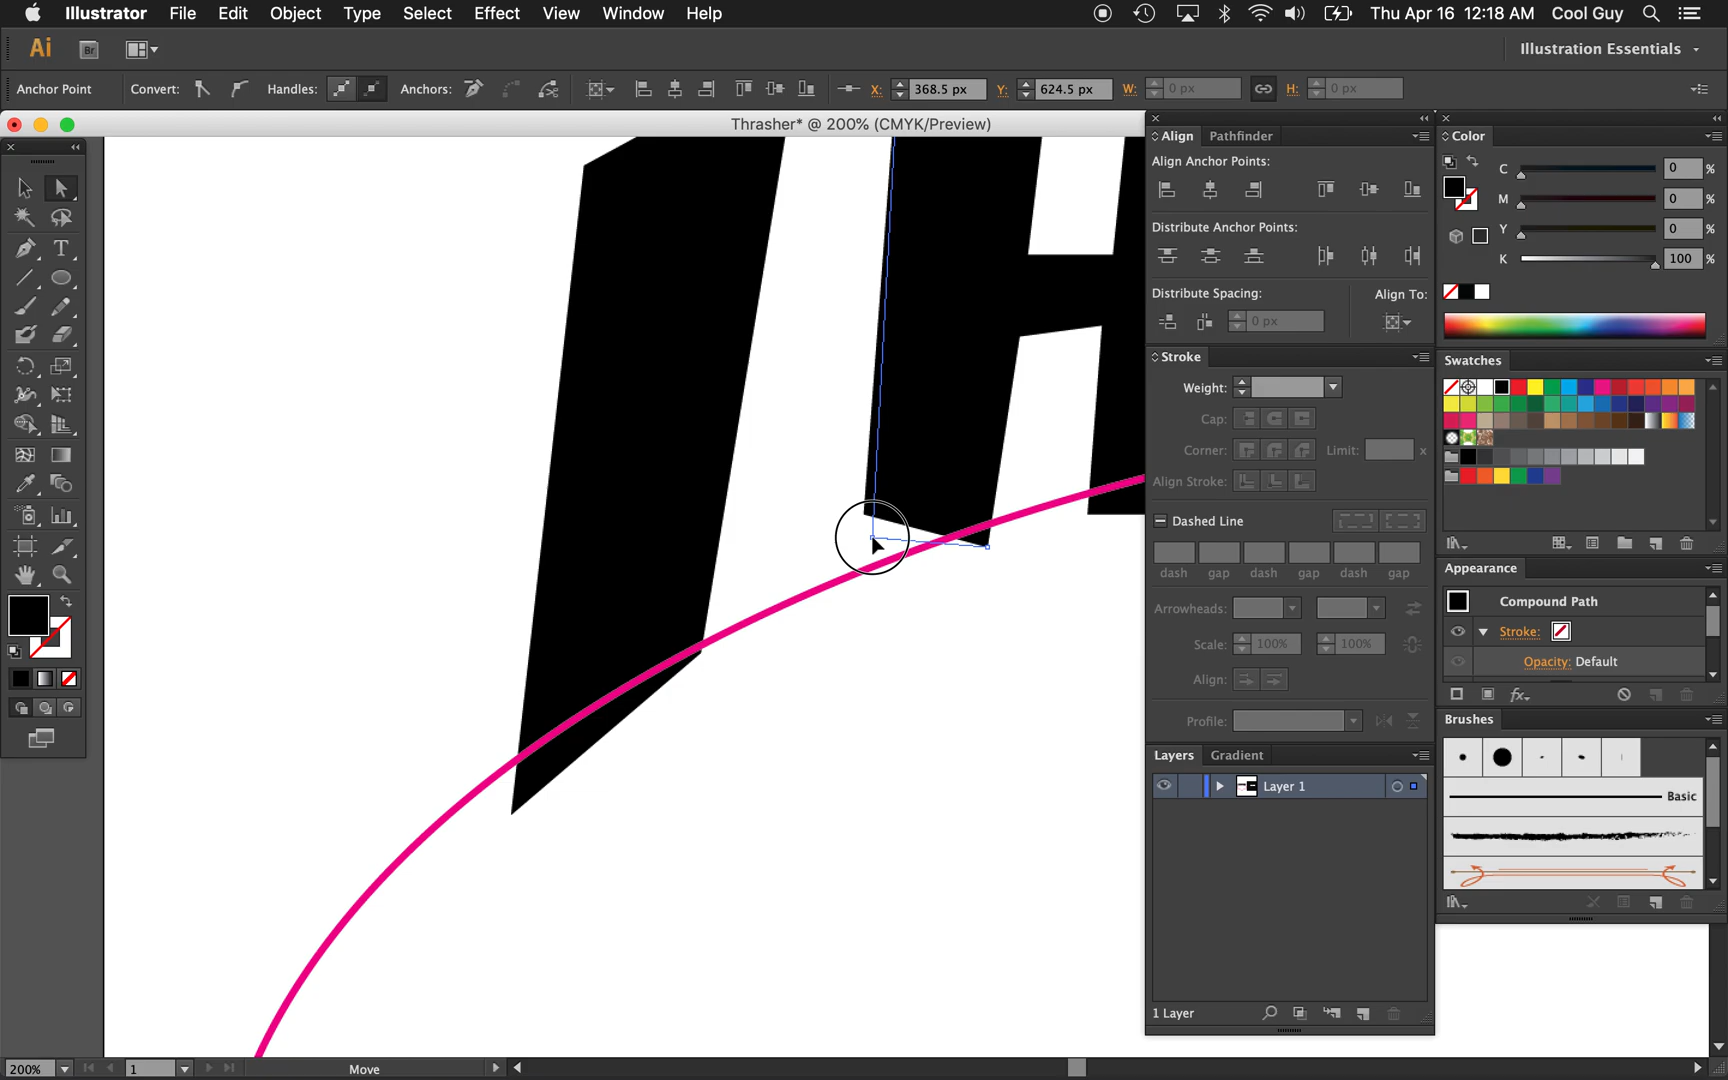 Illustrator File Edit Object Type Select Effect View Window Help Thu Apr 16 12:18 AM Cool Guy
Ai Br Illustration Essentials
Anchor Point Convert: Handles: Anchors: X: 368.5 px Y: 624.5 px W: 0 px H: 0 px
Thrasher* @ 200% (CMYK/Preview)
Align Pathfinder
Align Anchor Points:
Distribute Anchor Points:
Distribute Spacing: Align To:
0 px
Stroke
Weight:
Cap:
Corner: Limit: x
Align Stroke:
Dashed Line
dash gap dash gap dash gap
Arrowheads:
Scale: 100% 100%
Align:
Profile:
Layers Gradient
Layer 1
1 Layer
Color
C 0 %
M 0 %
Y 0 %
K 100 %
Swatches
Appearance
Compound Path
Stroke:
Opacity: Default
Brushes
Basic
T
fx
200% 1 Move